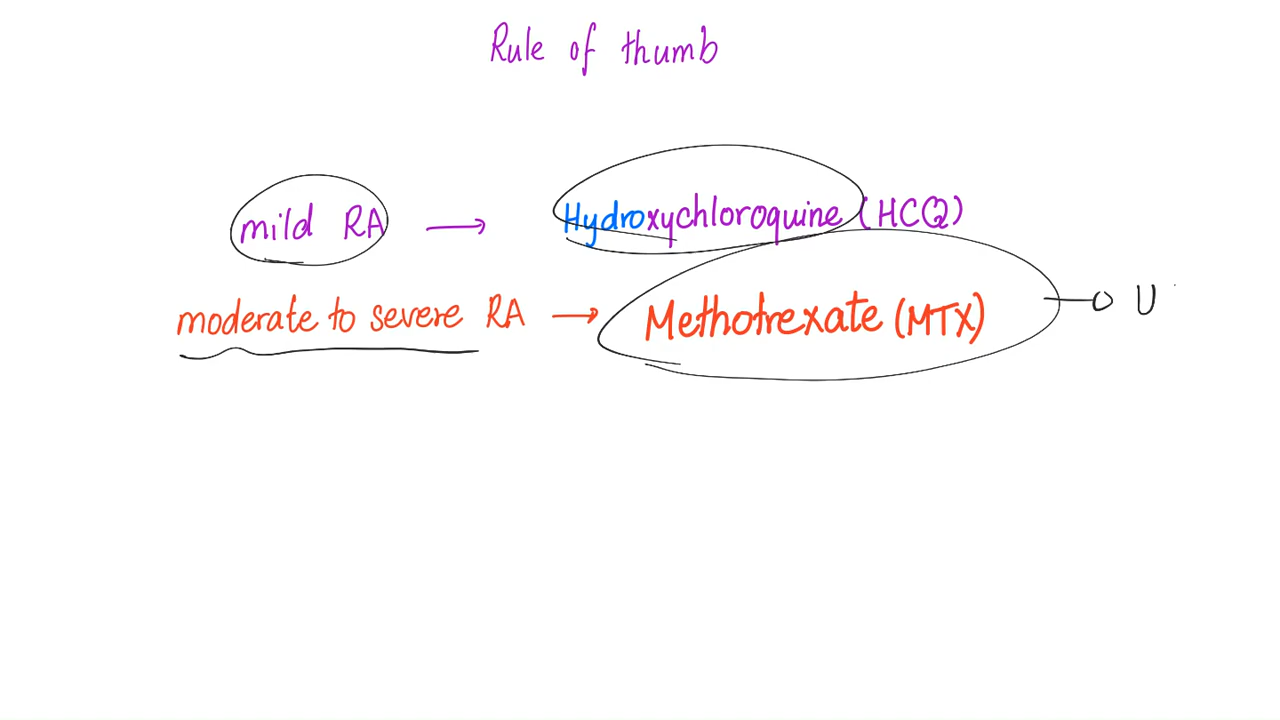 Rule of thumb
mild RA → Hydroxychloroquine (HCQ)
moderate to severe RA → Methotrexate (MTX) U